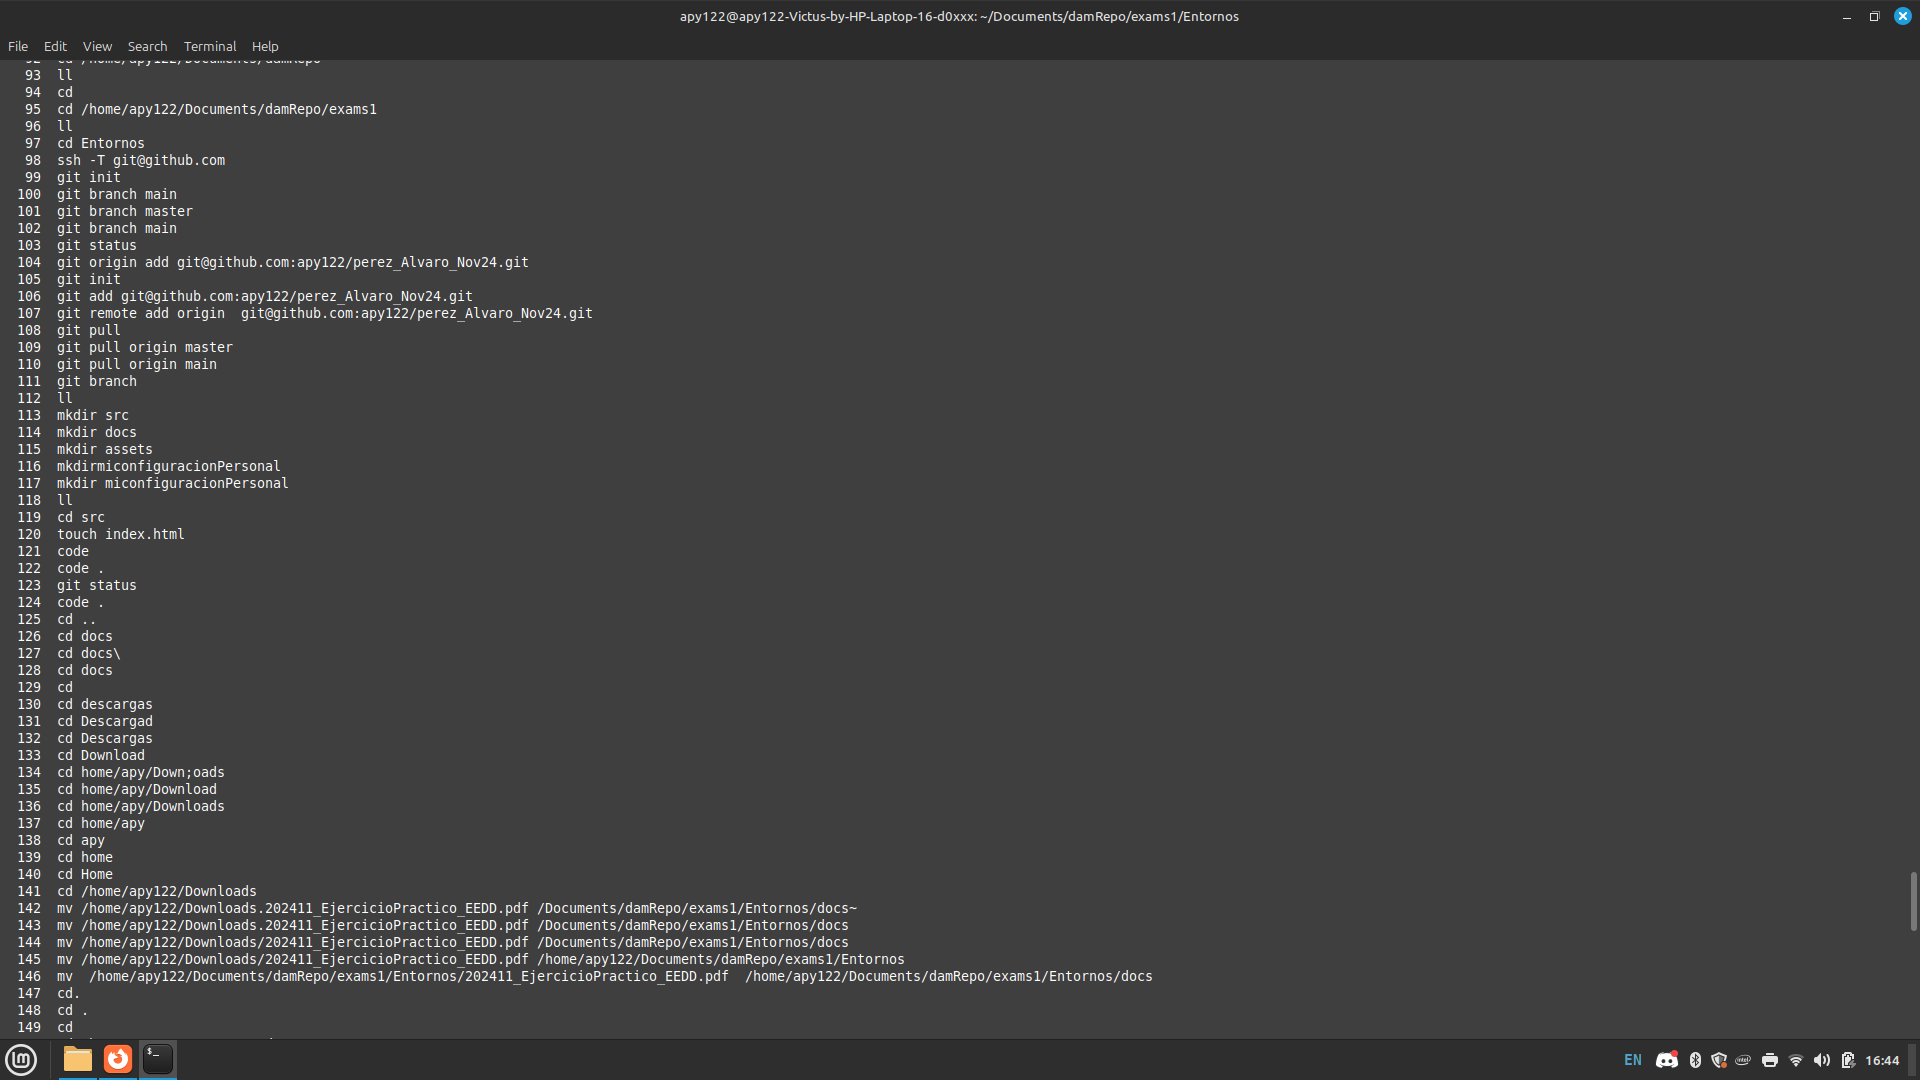 apy122@apy122-Victus-by-HP-Laptop-16-d0xxx: ~/Documents/damRepo/exams1/Entornos
File Edit View Search Terminal Help
92 cd /home/apy122/Documents/damRepo
93 ll
94 cd
95 cd /home/apy122/Documents/damRepo/exams1
96 ll
97 cd Entornos
98 ssh -T git@github.com
99 git init
100 git branch main
101 git branch master
102 git branch main
103 git status
104 git origin add git@github.com:apy122/perez_Alvaro_Nov24.git
105 git init
106 git add git@github.com:apy122/perez_Alvaro_Nov24.git
107 git remote add origin  git@github.com:apy122/perez_Alvaro_Nov24.git
108 git pull
109 git pull origin master
110 git pull origin main
111 git branch
112 ll
113 mkdir src
114 mkdir docs
115 mkdir assets
116 mkdirmiconfiguracionPersonal
117 mkdir miconfiguracionPersonal
118 ll
119 cd src
120 touch index.html
121 code
122 code .
123 git status
124 code .
125 cd ..
126 cd docs
127 cd docs\
128 cd docs
129 cd
130 cd descargas
131 cd Descargad
132 cd Descargas
133 cd Download
134 cd home/apy/Down;oads
135 cd home/apy/Download
136 cd home/apy/Downloads
137 cd home/apy
138 cd apy
139 cd home
140 cd Home
141 cd /home/apy122/Downloads
142 mv /home/apy122/Downloads.202411_EjercicioPractico_EEDD.pdf /Documents/damRepo/exams1/Entornos/docs~
143 mv /home/apy122/Downloads.202411_EjercicioPractico_EEDD.pdf /Documents/damRepo/exams1/Entornos/docs
144 mv /home/apy122/Downloads/202411_EjercicioPractico_EEDD.pdf /Documents/damRepo/exams1/Entornos/docs
145 mv /home/apy122/Downloads/202411_EjercicioPractico_EEDD.pdf /home/apy122/Documents/damRepo/exams1/Entornos
146 mv  /home/apy122/Documents/damRepo/exams1/Entornos/202411_EjercicioPractico_EEDD.pdf  /home/apy122/Documents/damRepo/exams1/Entornos/docs
147 cd.
148 cd .
149 cd
EN 16:44